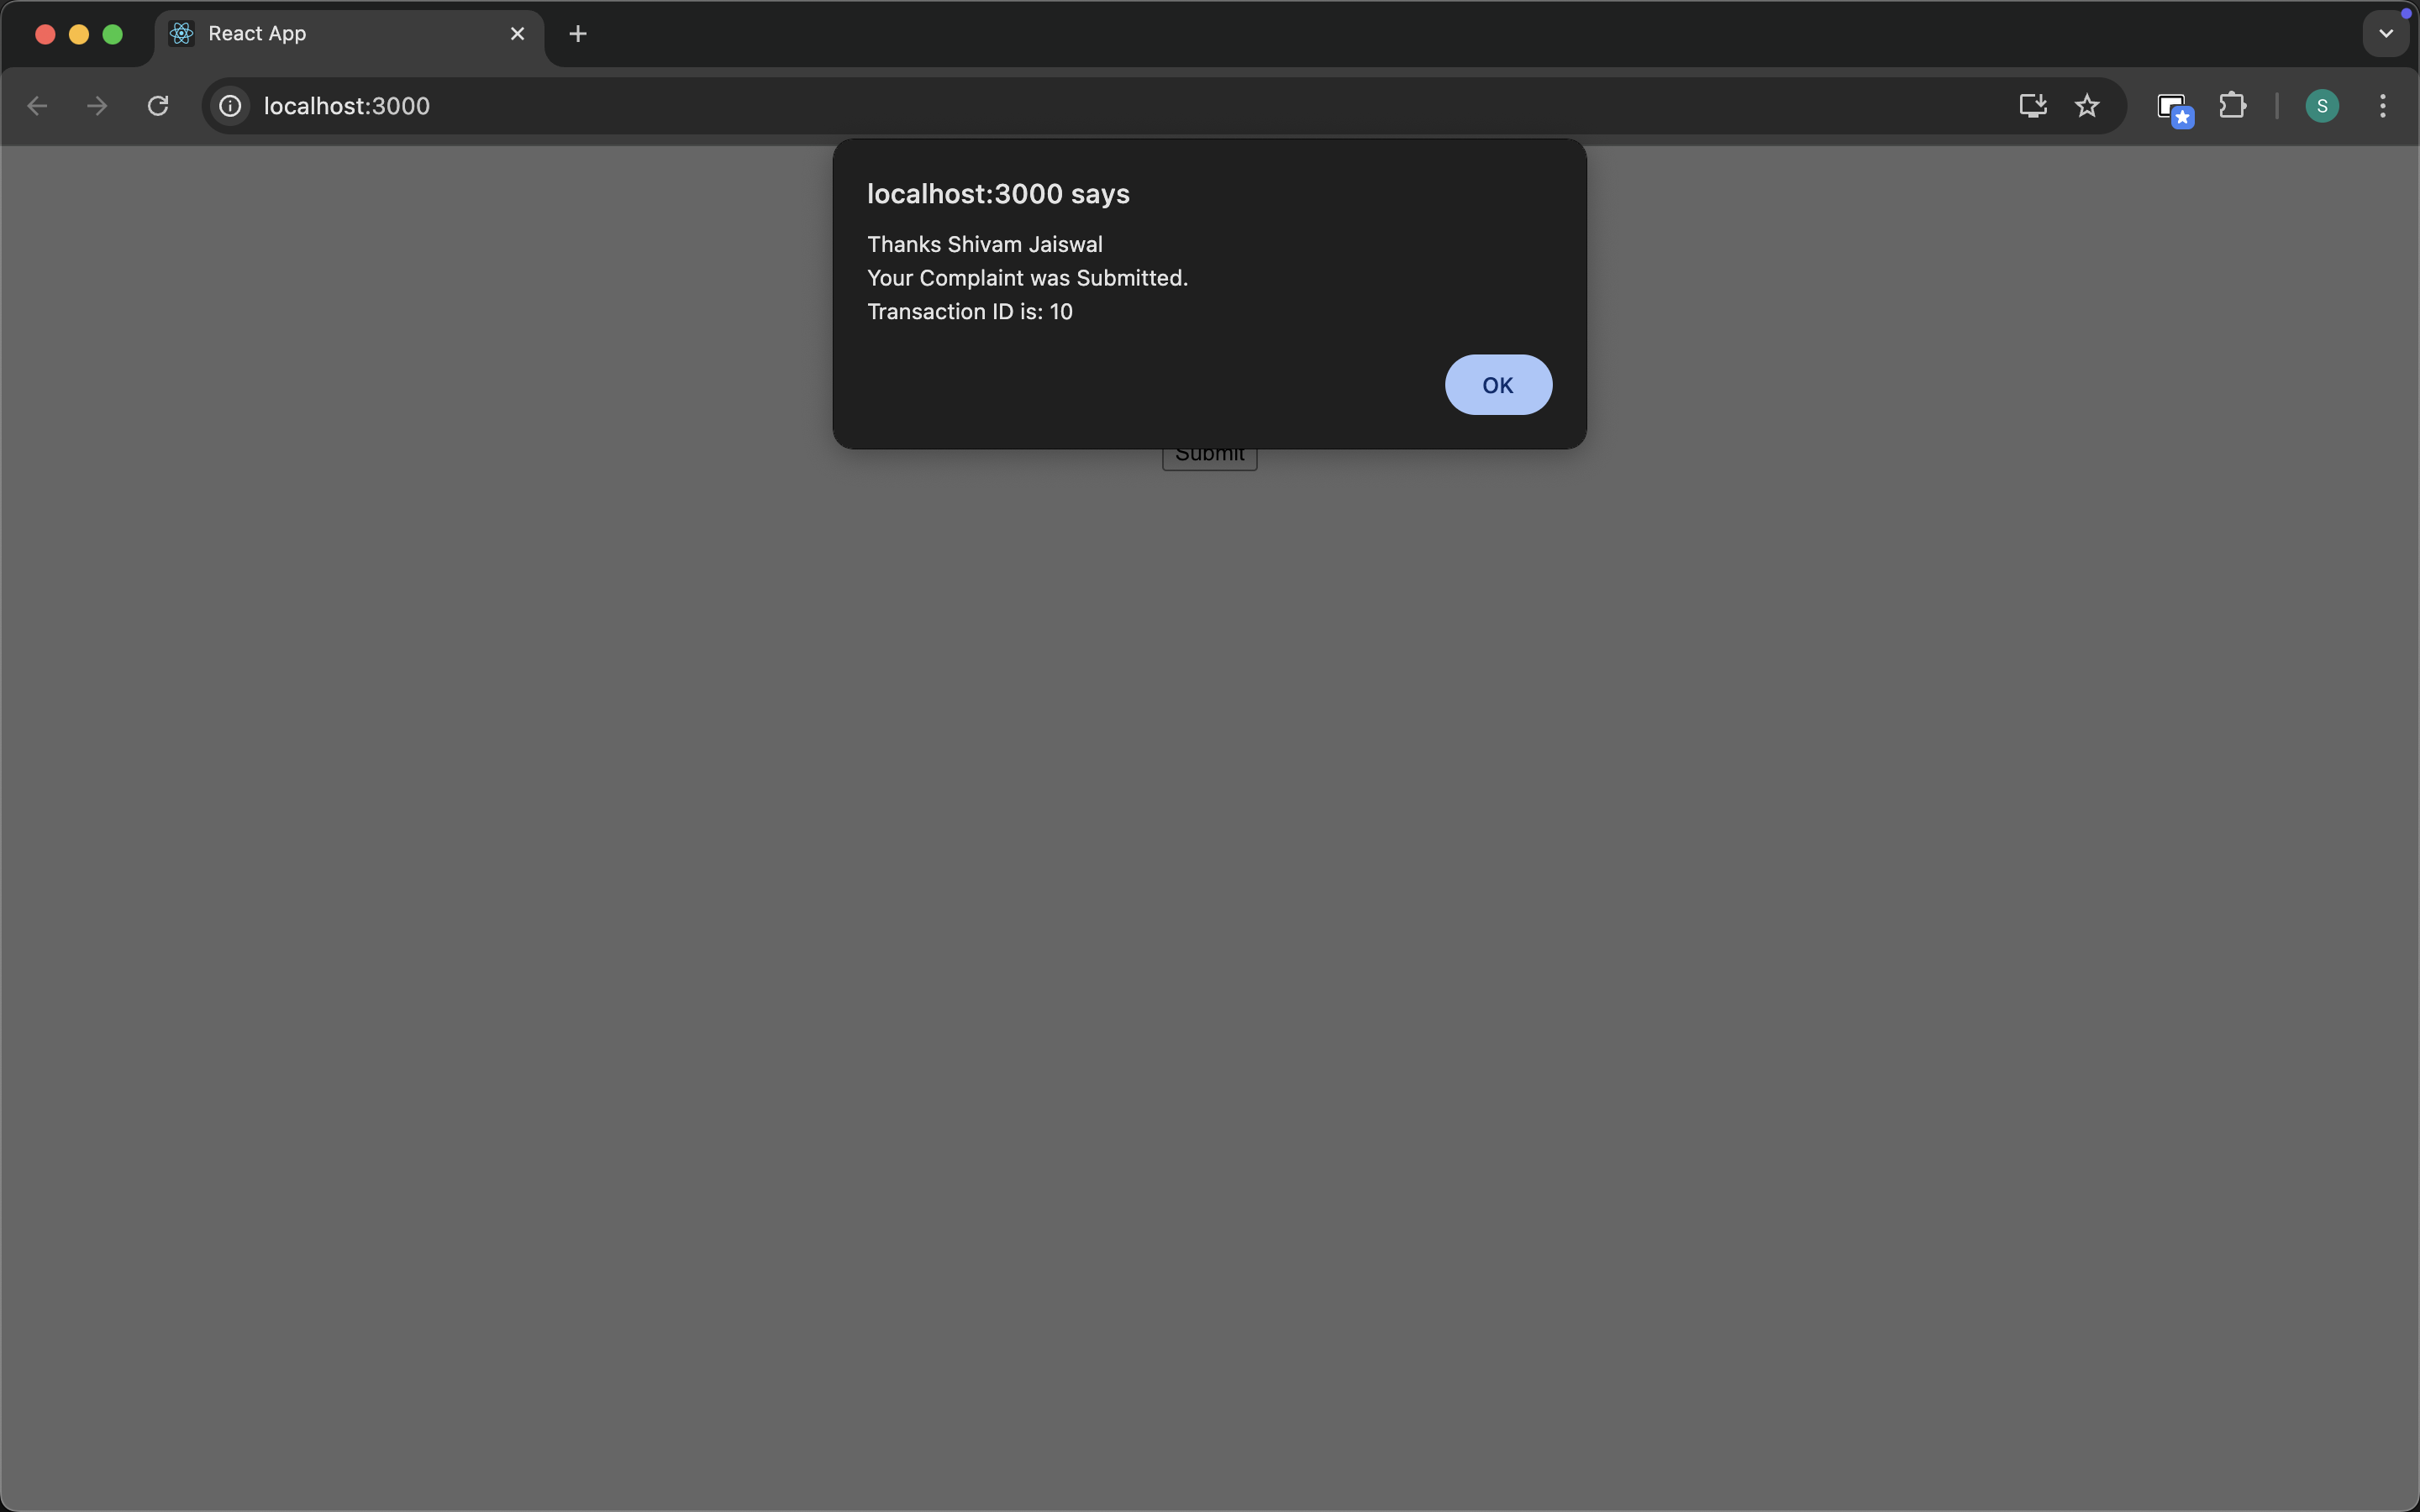 React App
localhost:3000
S
localhost:3000 says
Thanks Shivam Jaiswal
Your Complaint was Submitted.
Transaction ID is: 10
OK
Submit